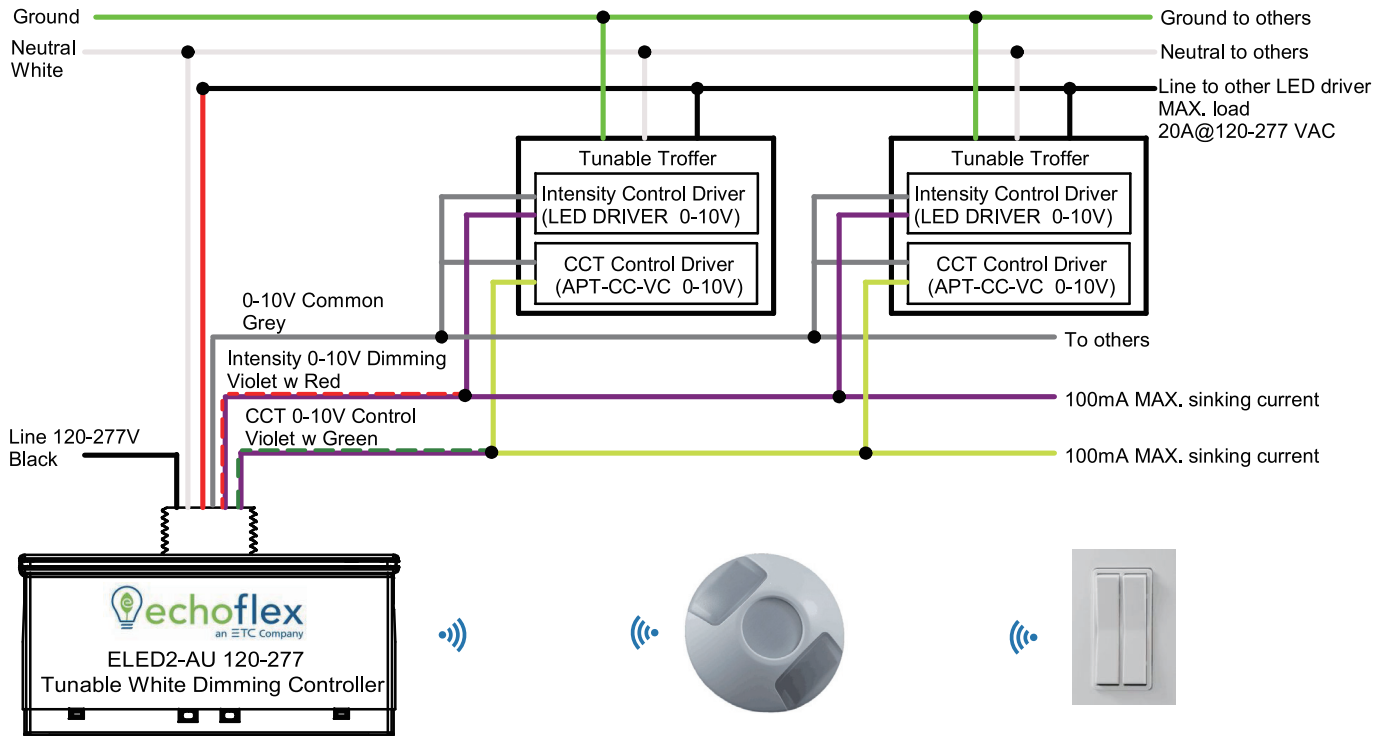 Ground
Ground to others
Neutral
White
Neutral to others
Line to other LED driver
MAX. load
20A@120-277 VAC
Tunable Troffer
Intensity Control Driver
(LED DRIVER 0-10V)
CCT Control Driver
(APT-CC-VC 0-10V)
Tunable Troffer
Intensity Control Driver
(LED DRIVER 0-10V)
CCT Control Driver
(APT-CC-VC 0-10V)
0-10V Common
Grey
To others
Intensity 0-10V Dimming
Violet w Red
100mA MAX. sinking current
CCT 0-10V Control
Violet w Green
100mA MAX. sinking current
Line 120-277V
Black
echoflex
an ETC Company
ELED2-AU 120-277
Tunable White Dimming Controller